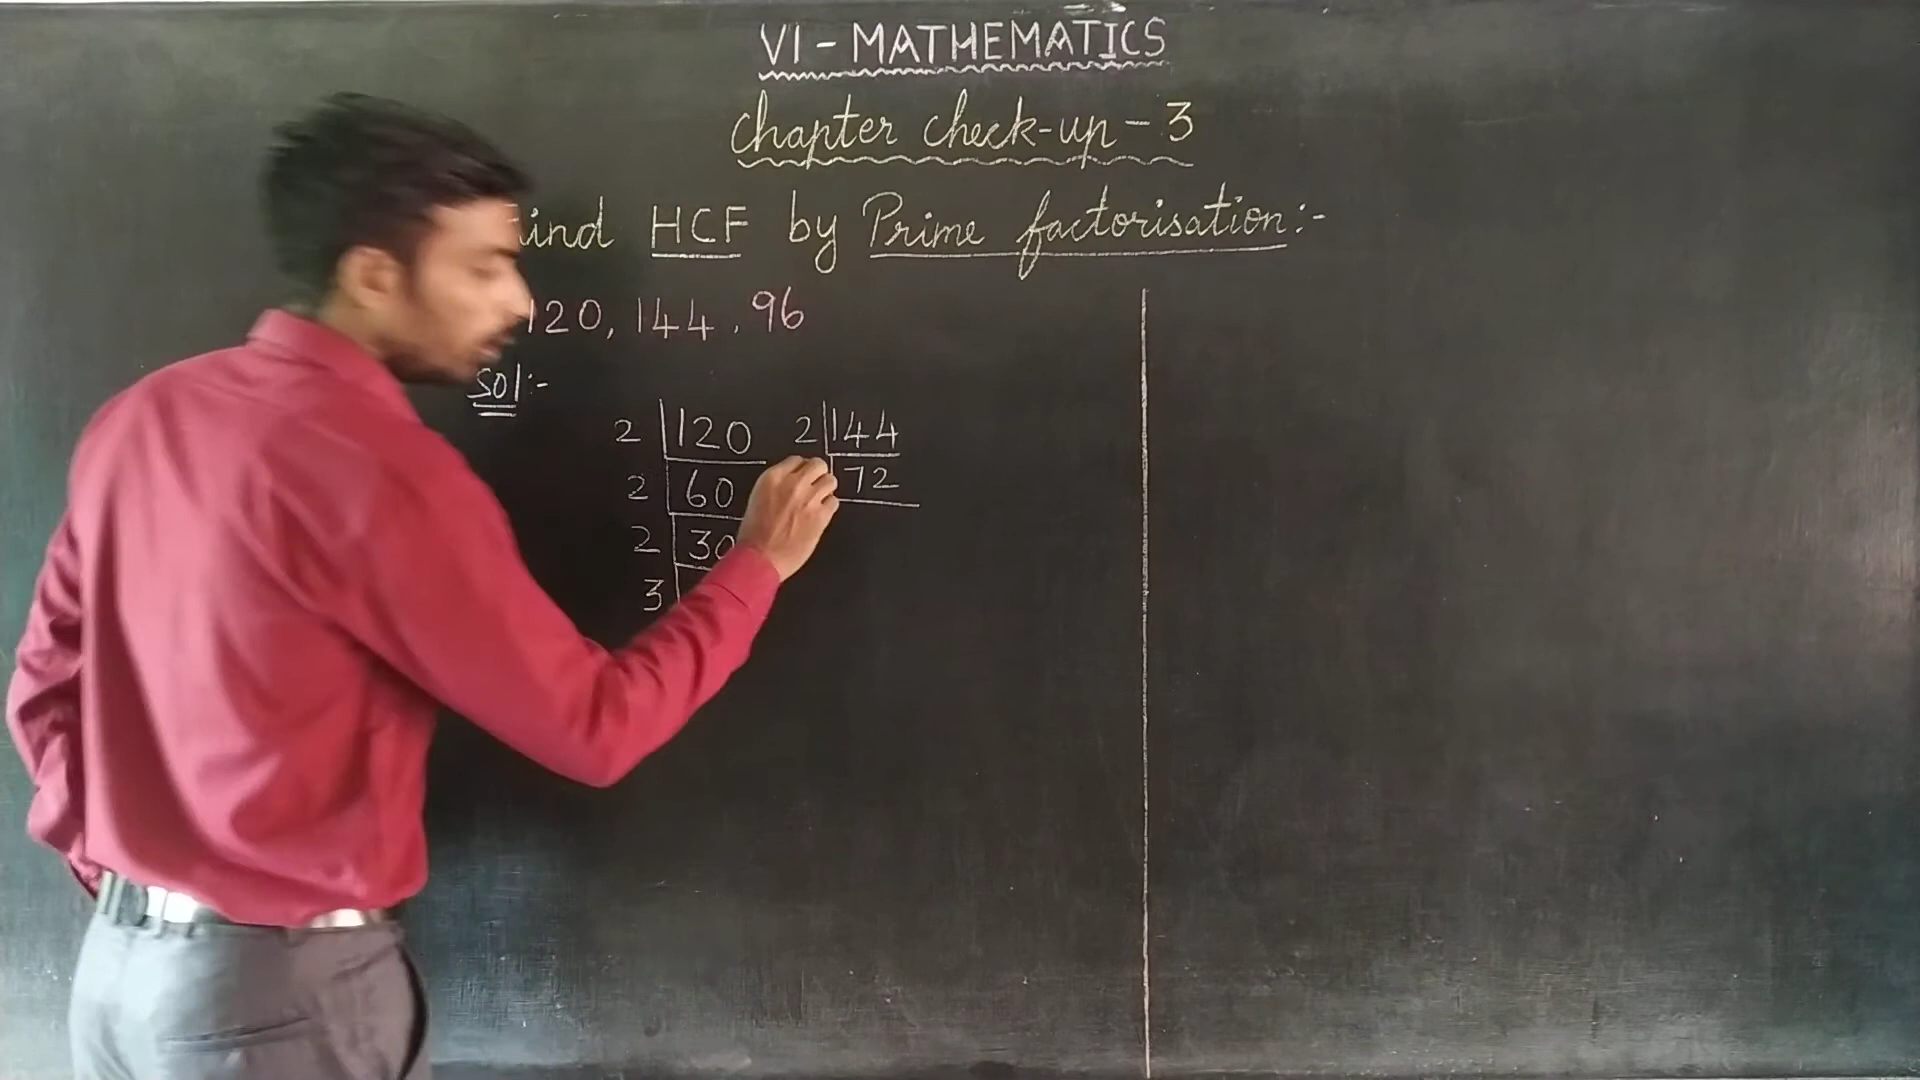 VI - MATHEMATICS
Chapter check-up - 3
HCF by Prime factorisation:-
120, 144, 96
Sol:-
2 120 2 144
2 60 72
2 30
3